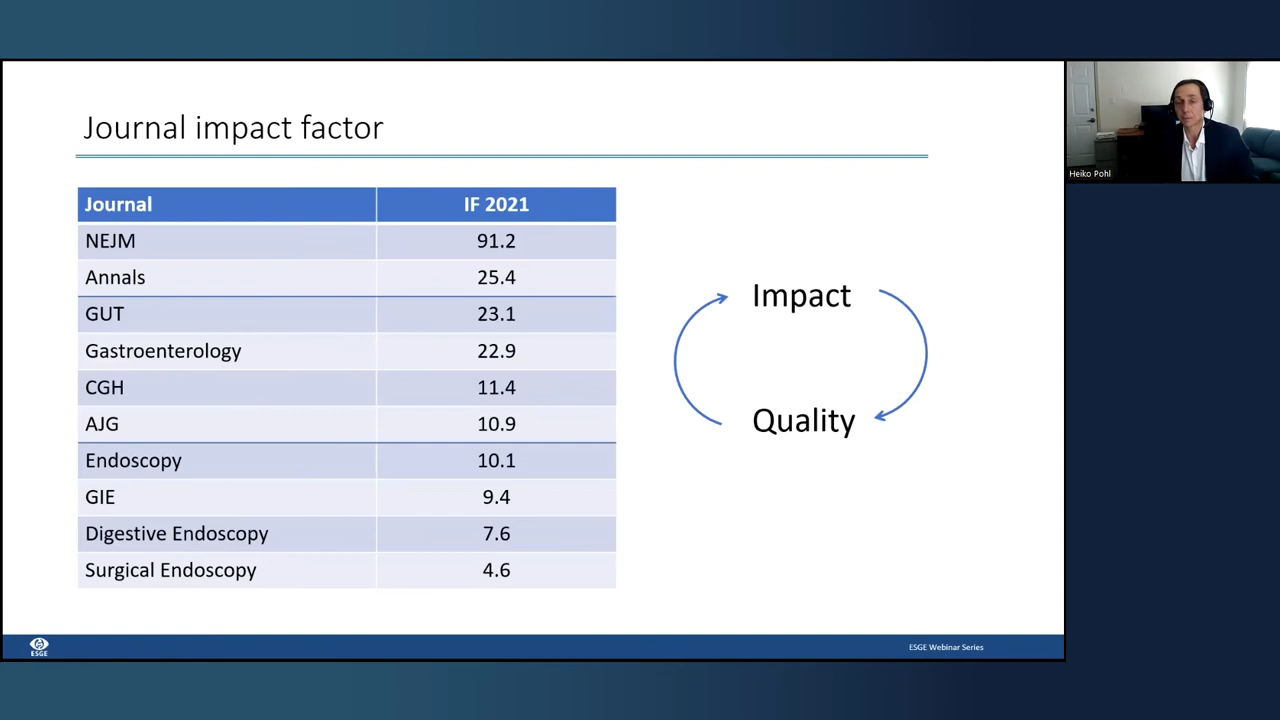 Journal impact factor
Journal IF 2021
NEJM 91.2
Annals 25.4
GUT 23.1
Gastroenterology 22.9
CGH 11.4
AJG 10.9
Endoscopy 10.1
GIE 9.4
Digestive Endoscopy 7.6
Surgical Endoscopy 4.6
Impact
Quality
ESGE
ESGE Webinar Series
Heiko Pohl